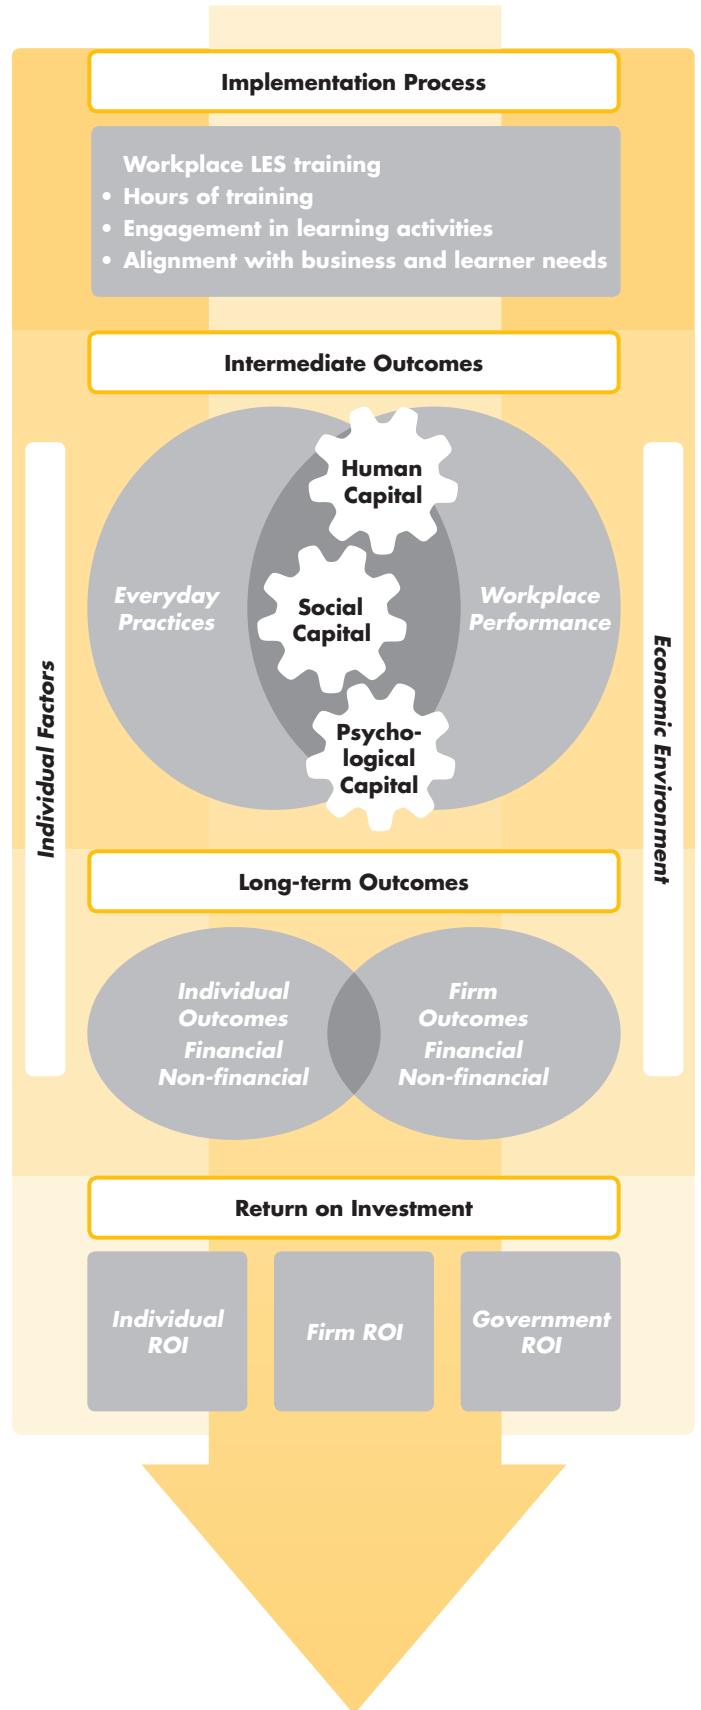 Implementation Process
Workplace LES training
• Hours of training
• Engagement in learning activities
• Alignment with business and learner needs
Intermediate Outcomes
Human
Capital
Everyday
Practices
Social
Capital
Workplace
Performance
Psycho-
logical
Capital
Individual Factors
Economic Environment
Long-term Outcomes
Individual
Outcomes
Financial
Non-financial
Firm
Outcomes
Financial
Non-financial
Return on Investment
Individual
ROI
Firm ROI
Government
ROI